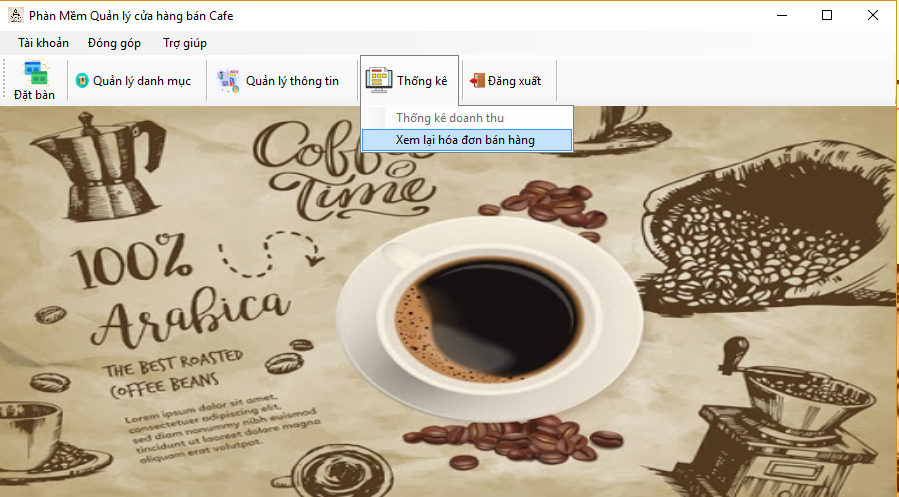 Phàn Mềm Quản lý cửa hàng bán Cafe
Tài khoản Đóng góp Trợ giúp
Đặt bàn Quản lý danh mục Quản lý thông tin Thống kê Đăng xuất
Thống kê doanh thu
Xem lại hóa đơn bán hàng
Time
100%
Arabica
THE BEST ROASTED
COFFEE BEANS
Lorem ipsum dolor sit amet,
consectetuer adipiscing elit,
sed diam nonummy nibh euismod
tincidunt ut laoreet dolore magna
aliquam erat volutpat.